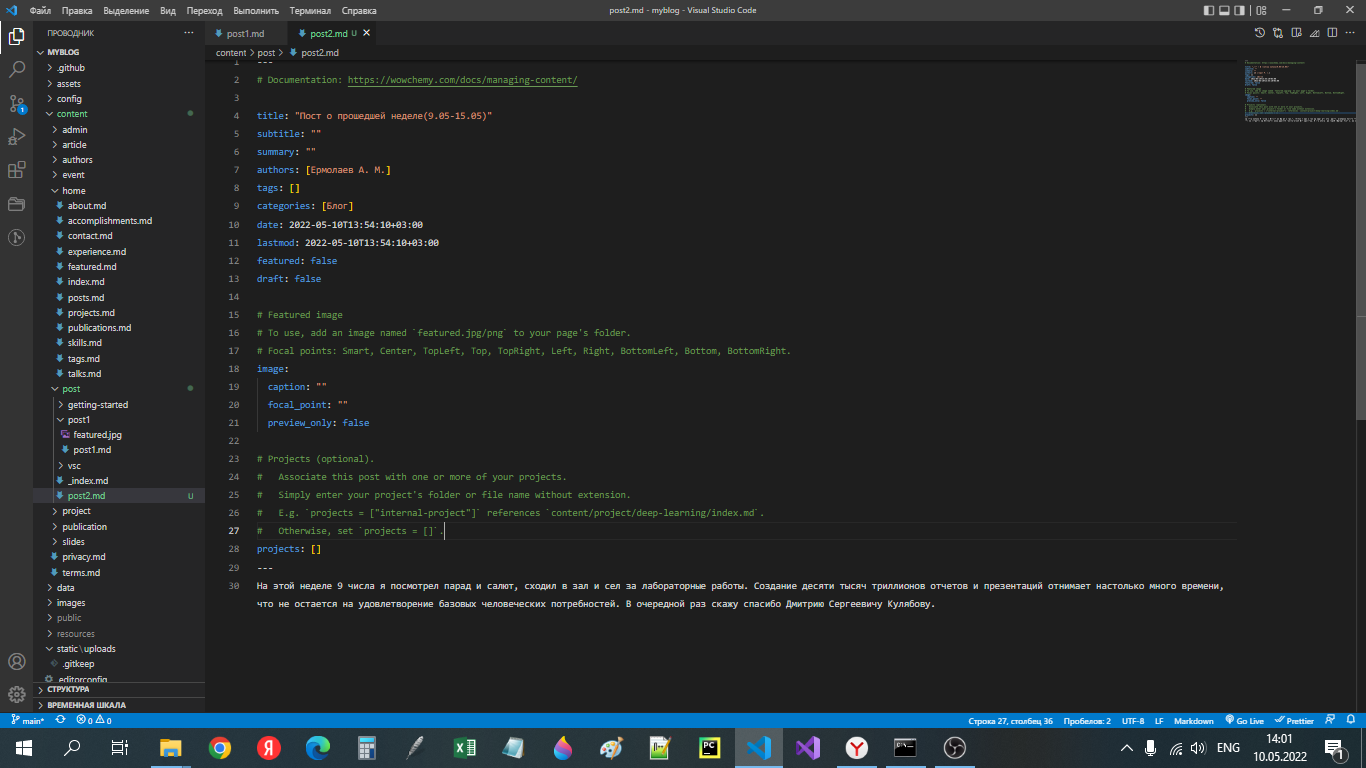 Файл Правка Выделение Вид Переход Выполнить Терминал Справка
post2.md - myblog - Visual Studio Code
ПРОВОДНИК
post1.md
post2.md U
content > post > post2.md
MYBLOG
.github
assets
config
content
admin
article
authors
event
home
about.md
accomplishments.md
contact.md
experience.md
featured.md
index.md
posts.md
projects.md
publications.md
skills.md
tags.md
talks.md
post
getting-started
post1
featured.jpg
post1.md
vsc
_index.md
post2.md U
project
publication
slides
privacy.md
terms.md
data
images
public
resources
static\uploads
.gitkeep
.editorconfig
СТРУКТУРА
ВРЕМЕННАЯ ШКАЛА
1 ---
2 # Documentation: https://wowchemy.com/docs/managing-content/
3
4 title: "Пост о прошедшей неделе(9.05-15.05)"
5 subtitle: ""
6 summary: ""
7 authors: [Ермолаев А. М.]
8 tags: []
9 categories: [Блог]
10 date: 2022-05-10T13:54:10+03:00
11 lastmod: 2022-05-10T13:54:10+03:00
12 featured: false
13 draft: false
14
15 # Featured image
16 # To use, add an image named `featured.jpg/png` to your page's folder.
17 # Focal points: Smart, Center, TopLeft, Top, TopRight, Left, Right, BottomLeft, Bottom, BottomRight.
18 image:
19 caption: ""
20 focal_point: ""
21 preview_only: false
22
23 # Projects (optional).
24 # Associate this post with one or more of your projects.
25 # Simply enter your project's folder or file name without extension.
26 # E.g. `projects = ["internal-project"]` references `content/project/deep-learning/index.md`.
27 # Otherwise, set `projects = []`.
28 projects: []
29 ---
30 На этой неделе 9 числа я посмотрел парад и салют, сходил в зал и сел за лабораторные работы. Создание десяти тысяч триллионов отчетов и презентаций отнимает настолько много времени,
что не остается на удовлетворение базовых человеческих потребностей. В очередной раз скажу спасибо Дмитрию Сергеевичу Кулябову.
main* 0 0
Строка 27, столбец 36 Пробелов: 2 UTF-8 LF Markdown Go Live Prettier
ENG
14:01
10.05.2022
1